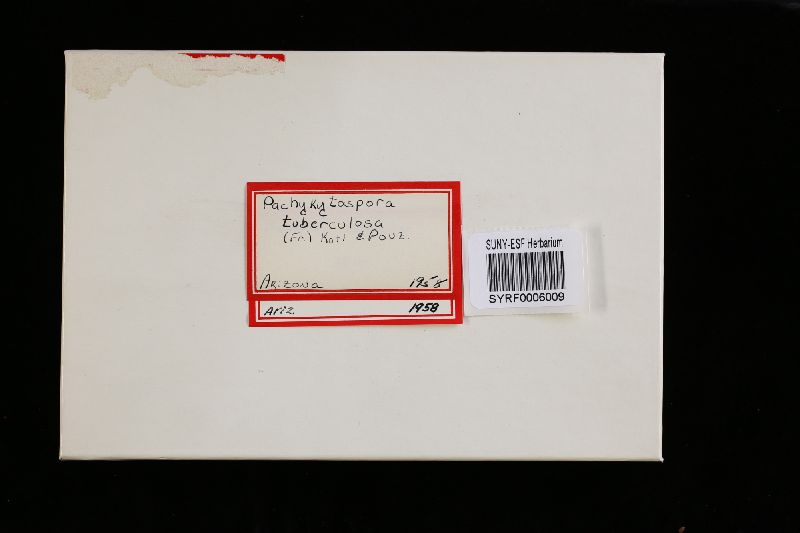 Pachykytospora
tuberculosa
(Fr.) Kotl & Pouz.
Arizona 1958
Ariz 1958
SUNY-ESF Herbarium
SYRF0006009